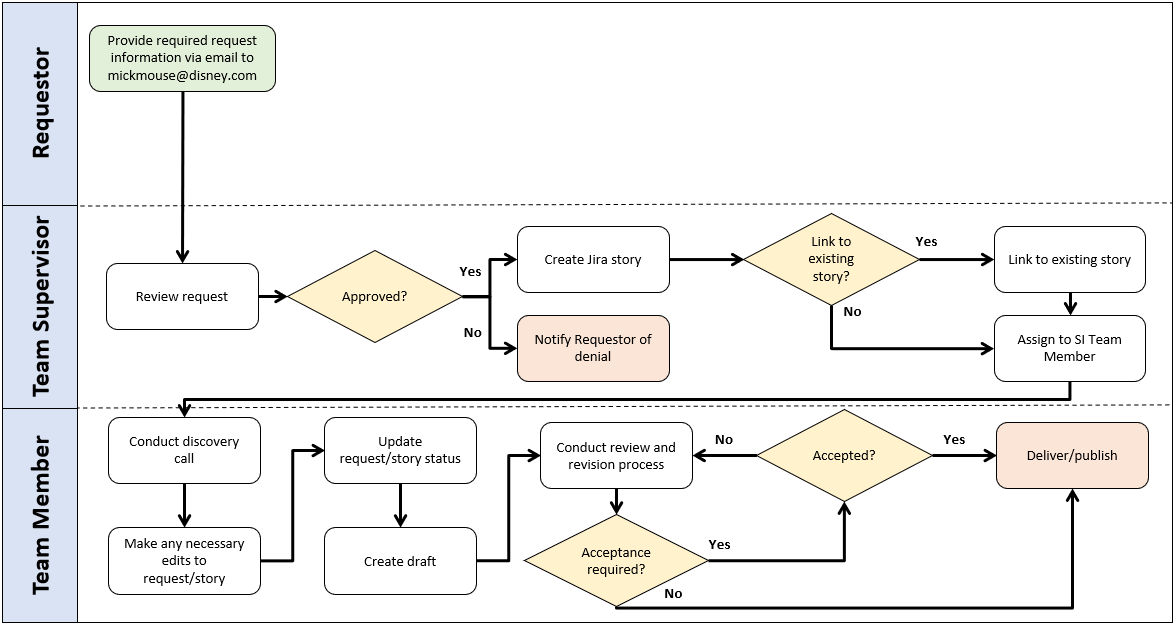 Requestor
Provide required request
information via email to
mickmouse@disney.com
Team Supervisor
Review request
Approved?
Yes
No
Create Jira story
Notify Requestor of
denial
Link to
existing
story?
Yes
No
Link to existing story
Assign to SI Team
Member
Team Member
Conduct discovery
call
Make any necessary
edits to
request/story
Update
request/story status
Create draft
Conduct review and
revision process
Acceptance
required?
Yes
No
Accepted?
No
Yes
Deliver/publish